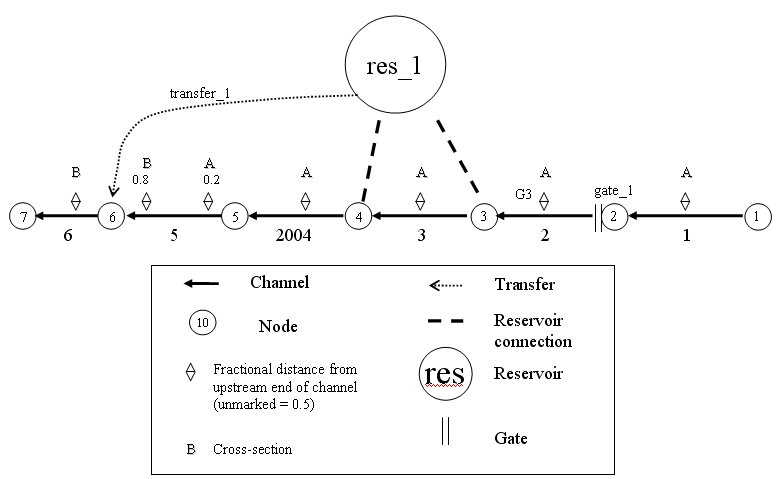 res_1
transfer_1
B
B
0.8
A
0.2
A
A
A
G3
gate_1
A
7
6
5
4
3
2
1
6
5
2004
3
2
1
Channel
10
Node
Fractional distance from
upstream end of channel
(unmarked = 0.5)
B Cross-section
Transfer
Reservoir
connection
res
Reservoir
Gate